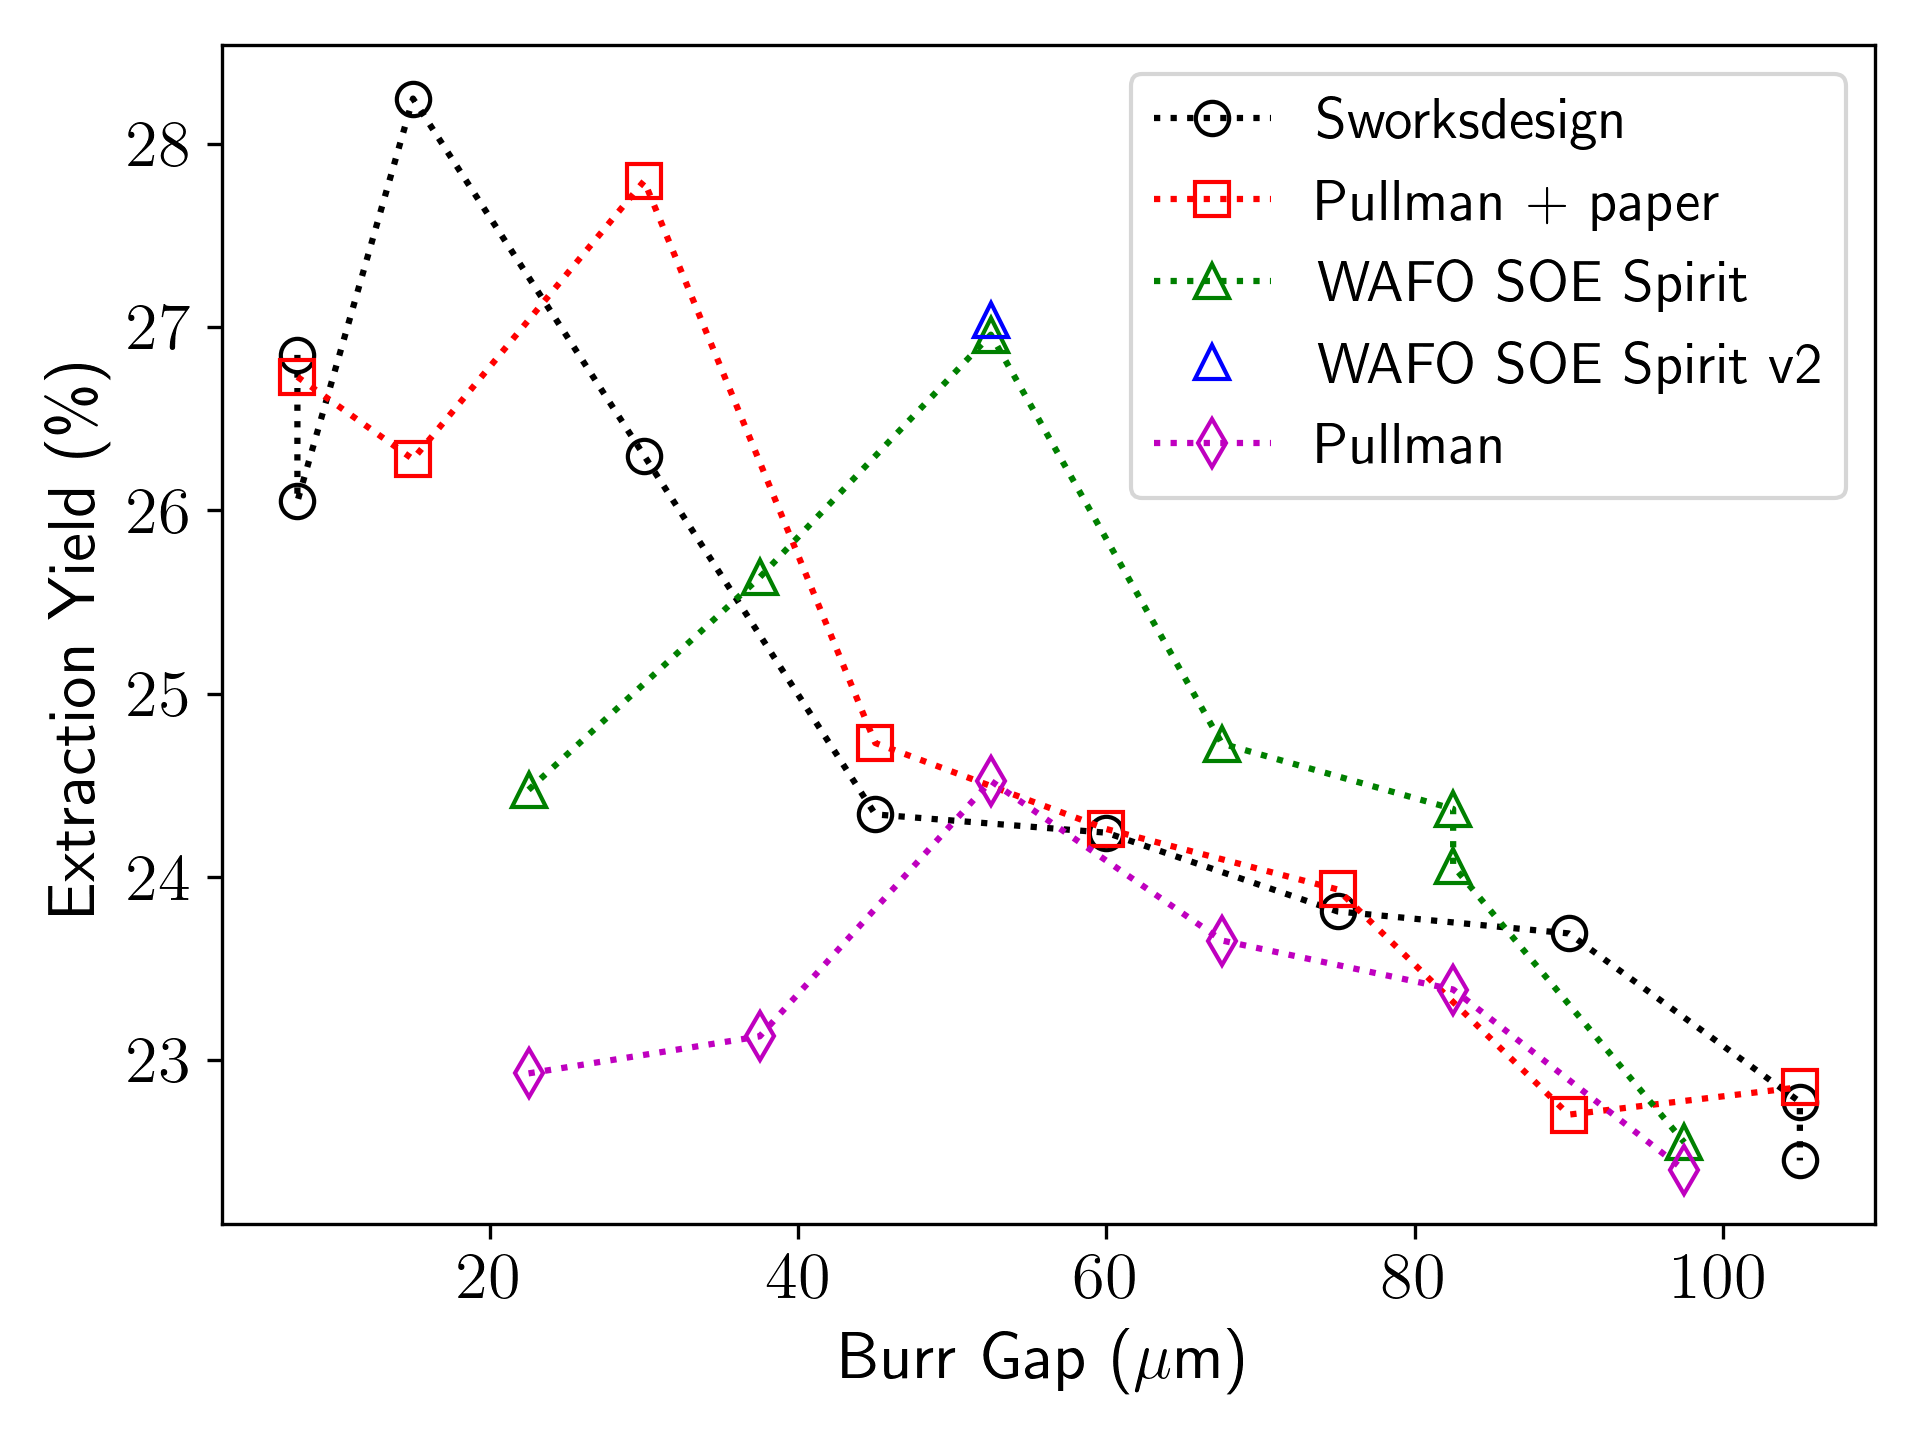 Extraction Yield (%)
28
27
26
25
24
23
Sworksdesign
Pullman + paper
WAFO SOE Spirit
WAFO SOE Spirit v2
Pullman
20 40 60 80 100
Burr Gap (μm)